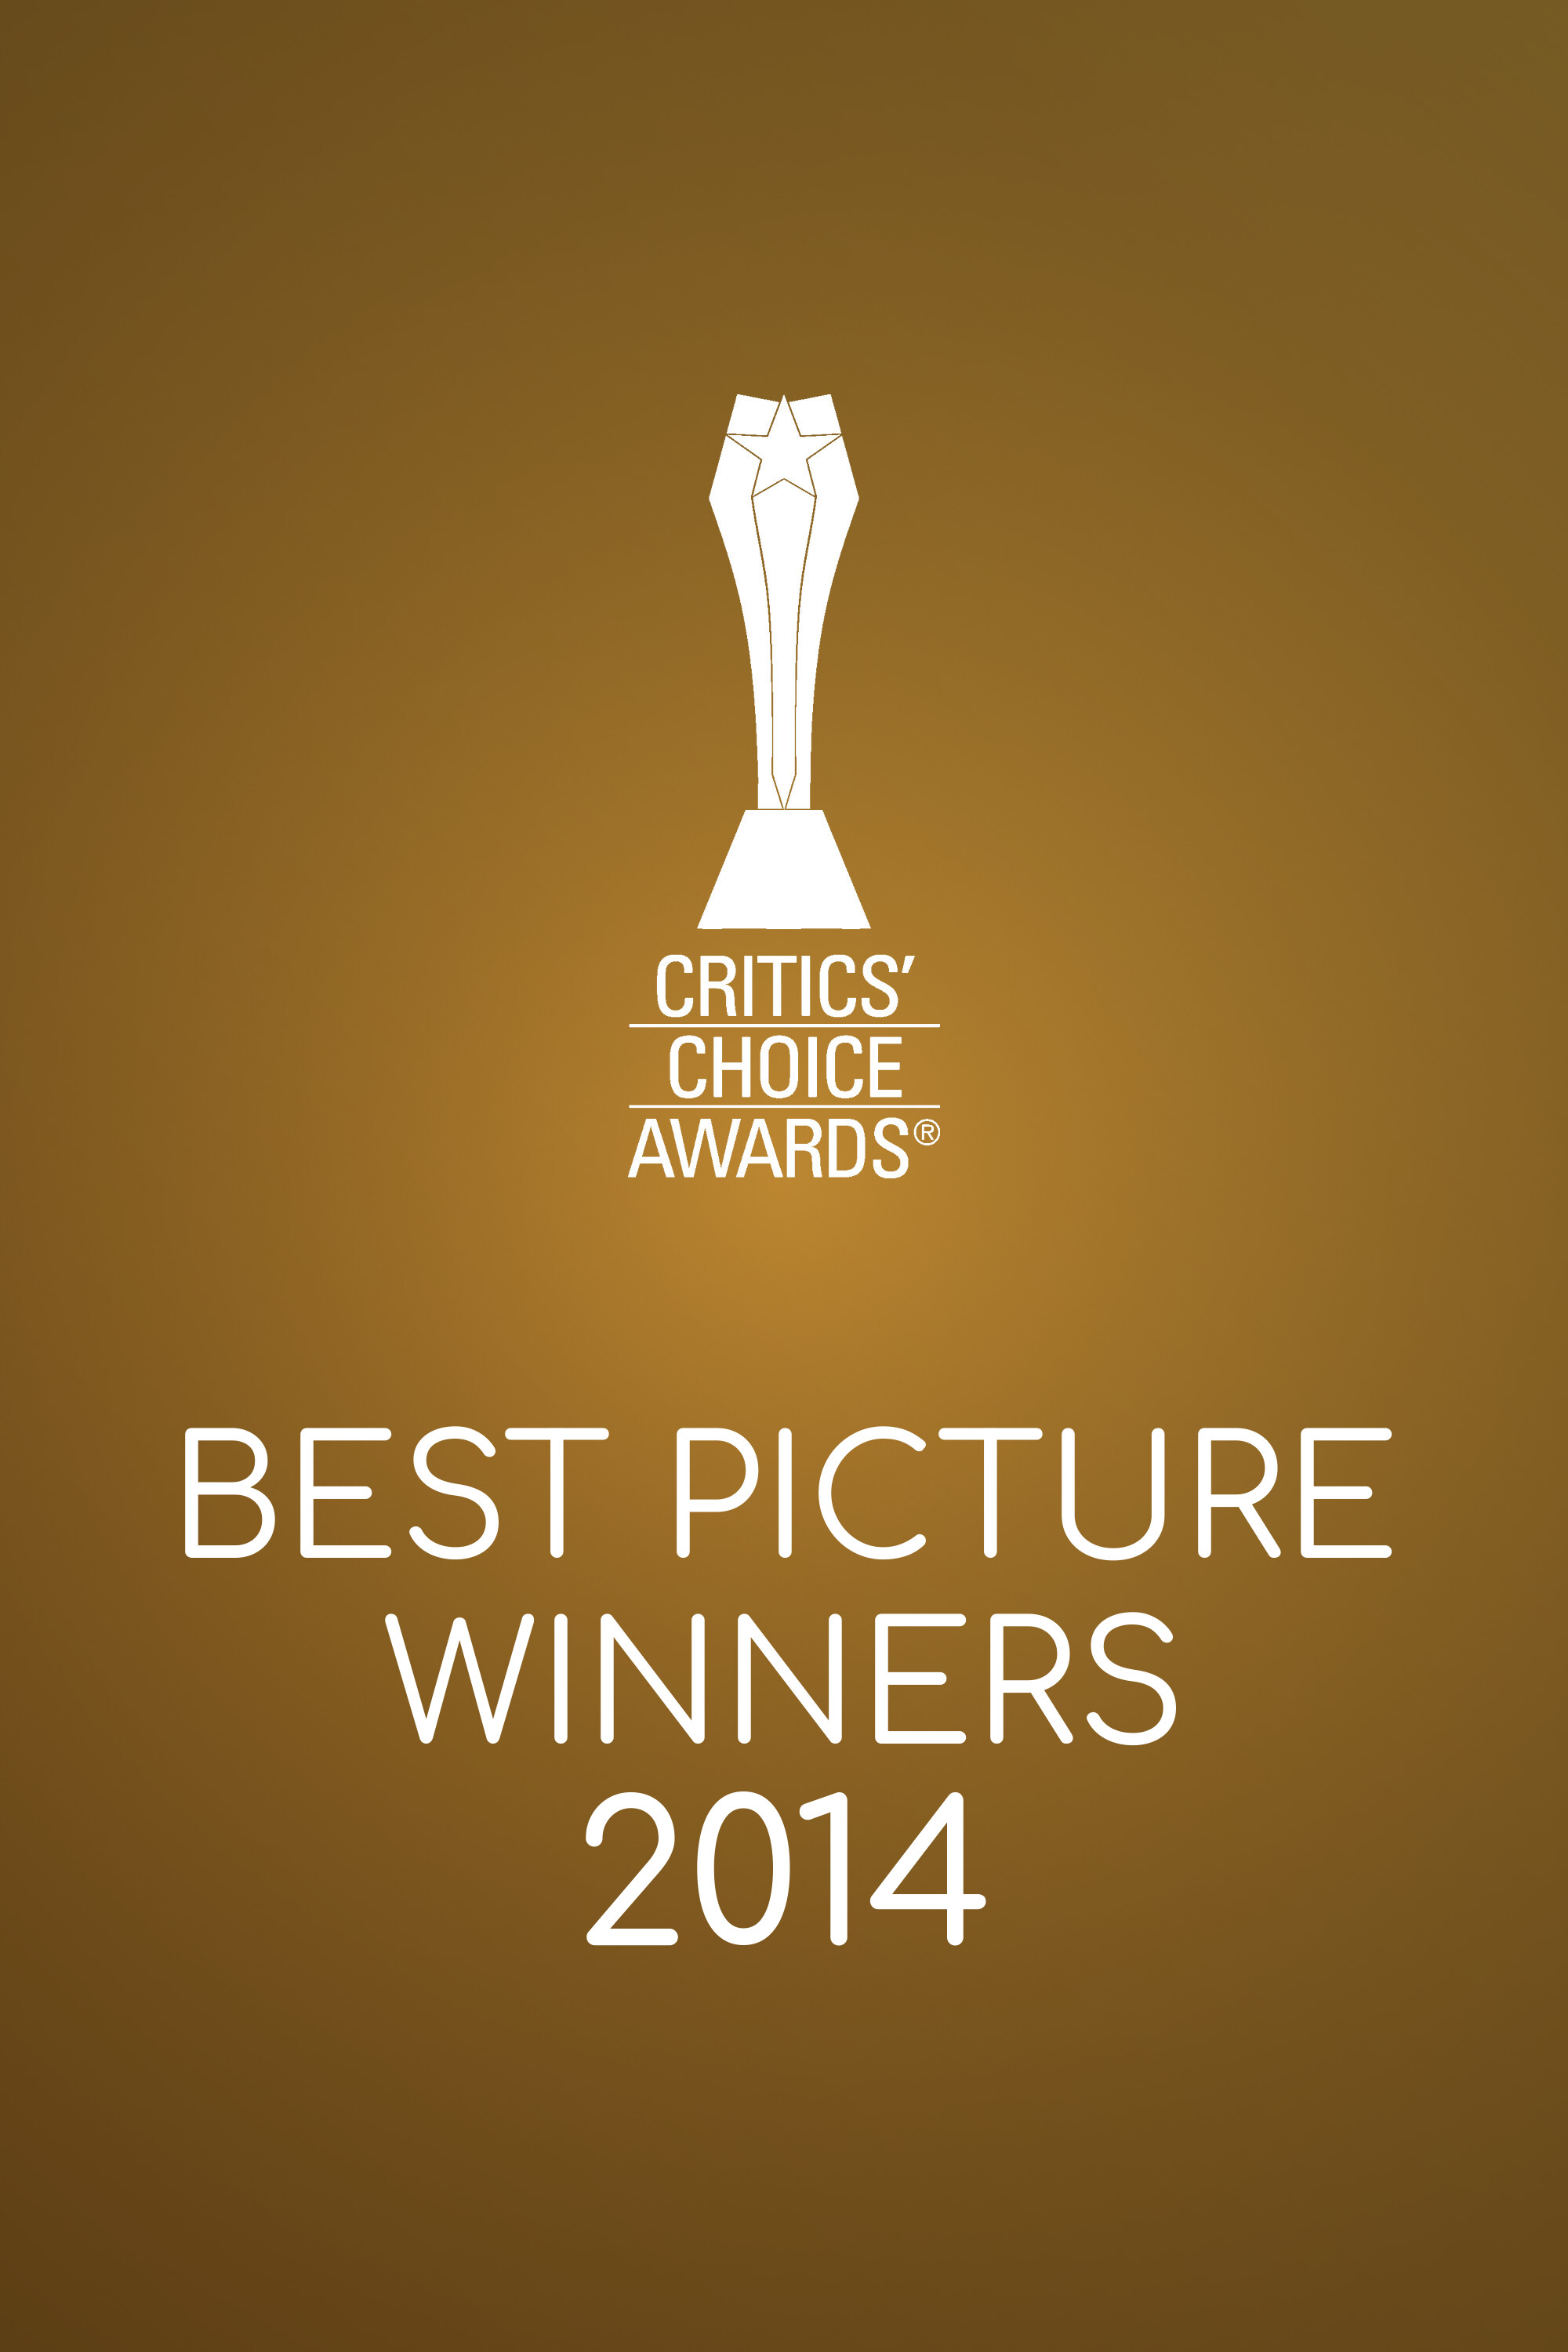 CRITICS'
CHOICE
AWARDS®
BEST PICTURE
WINNERS
2014